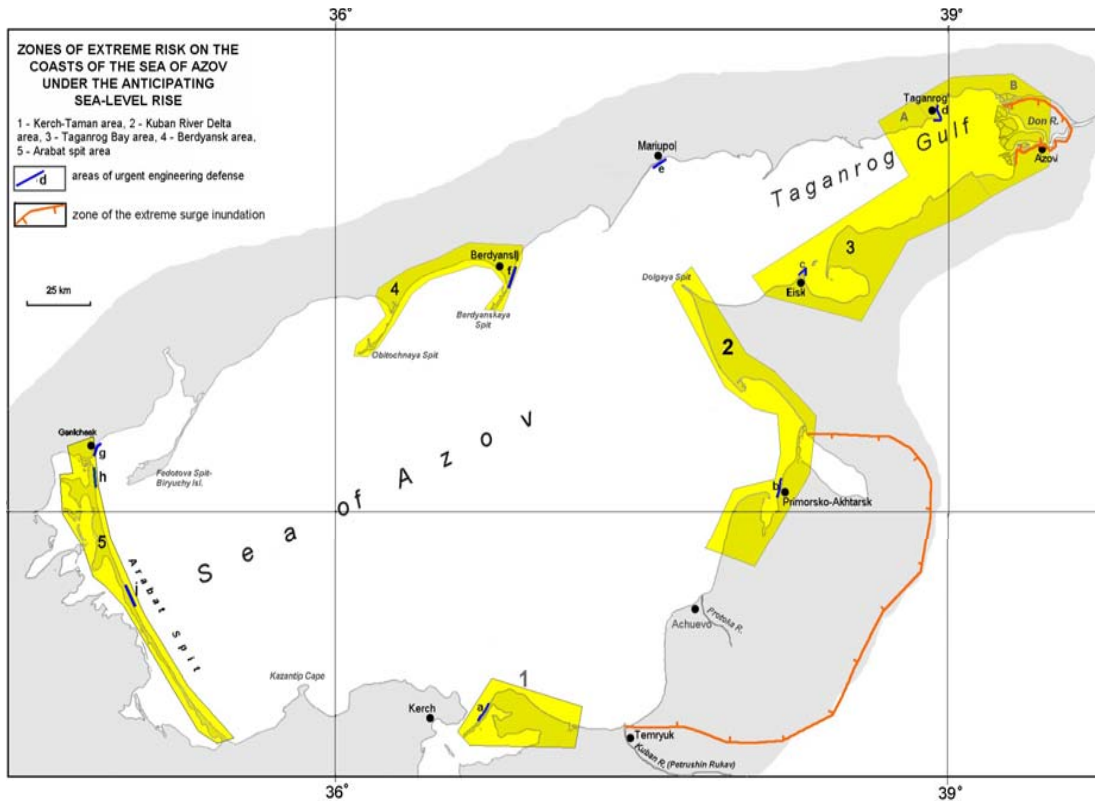 36°
39°
ZONES OF EXTREME RISK ON THE
COASTS OF THE SEA OF AZOV
UNDER THE ANTICIPATING
SEA-LEVEL RISE
1 - Kerch-Taman area, 2 - Kuban River Delta
area, 3 - Taganrog Bay area, 4 - Berdyansk area,
5 - Arabat spit area
d
areas of urgent engineering defense
zone of the extreme surge inundation
25 km
Taganrog
d
A
B
Don R.
Azov
Mariupol
e
Taganrog Gulf
3
c
Eisk
Berdyansk
f
4
Berdyanskaya
Spit
Obitochnaya Spit
Dolgaya Spit
2
Genicheask
g
h
Fedotova Spit-
Biryuchy Isl.
Sea of Azov
b
Primorsko-Akhtarsk
5
i
Arabat Spit
Achuevo
Protoka R.
Kazantip Cape
1
Kerch
a
Temryuk
Kuban R. (Petrushin Rukav)
36°
39°